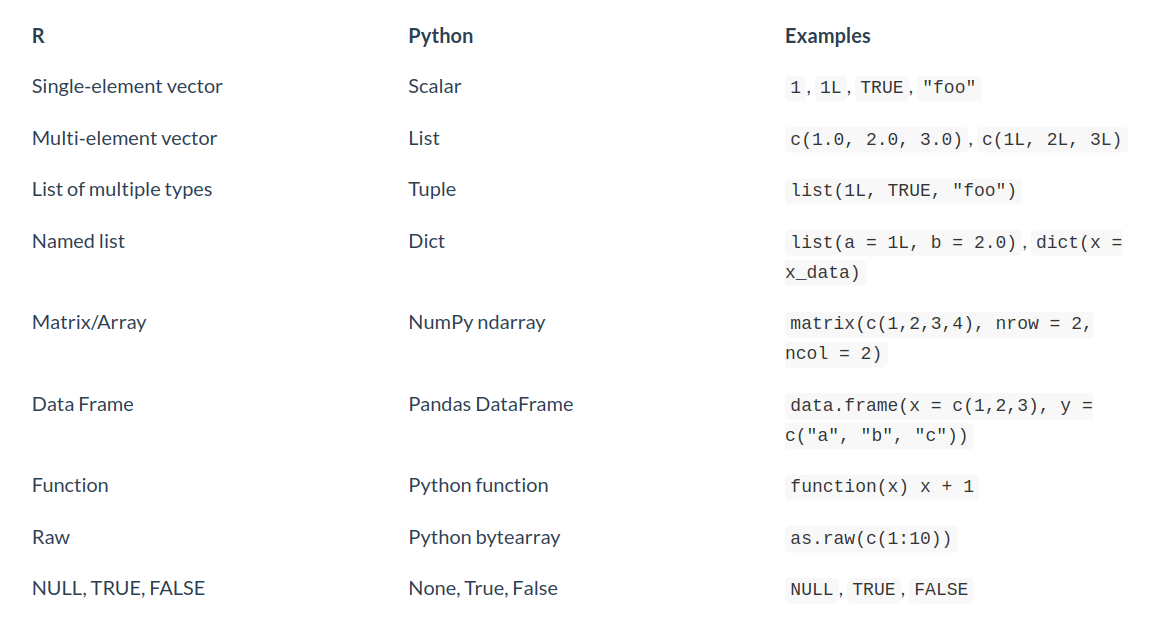 R Python Examples
Single-element vector Scalar 1, 1L, TRUE, "foo"
Multi-element vector List c(1.0, 2.0, 3.0), c(1L, 2L, 3L)
List of multiple types Tuple list(1L, TRUE, "foo")
Named list Dict list(a = 1L, b = 2.0), dict(x =
x_data)
Matrix/Array NumPy ndarray matrix(c(1,2,3,4), nrow = 2,
ncol = 2)
Data Frame Pandas DataFrame data.frame(x = c(1,2,3), y =
c("a", "b", "c"))
Function Python function function(x) x + 1
Raw Python bytearray as.raw(c(1:10))
NULL, TRUE, FALSE None, True, False NULL, TRUE, FALSE